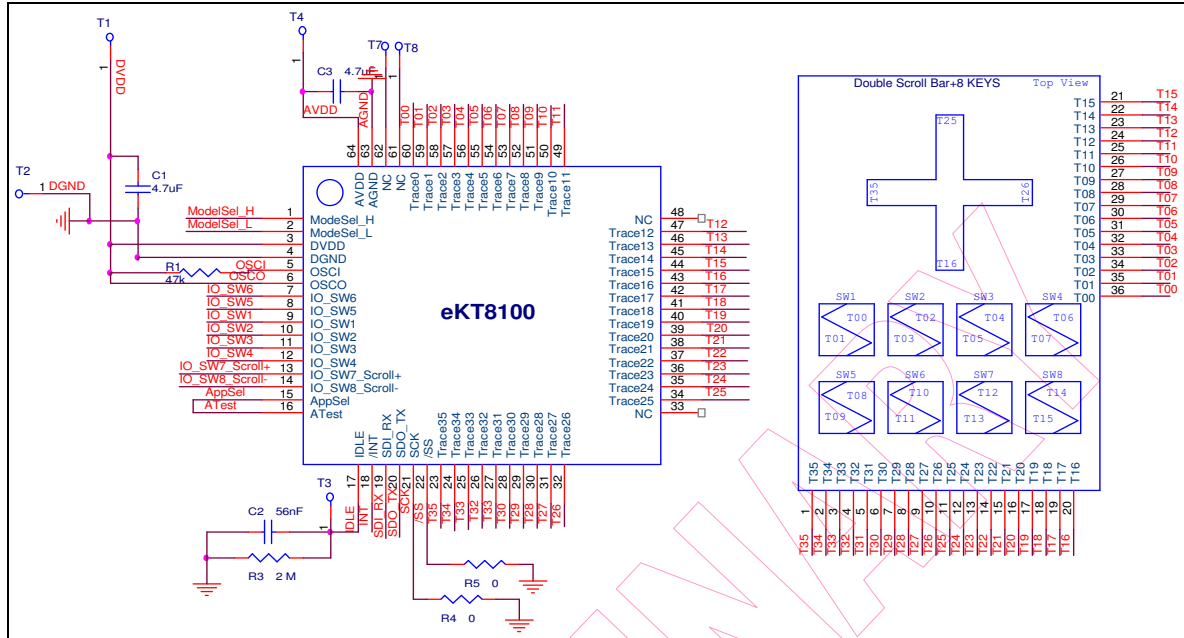 T1
T4
T7
T8
1
DVDD
1
C3
4.7uF
1
1
AVDD
AGND
T00
T01
T02
T03
T04
T05
T06
T07
T08
T09
T10
T11
64
63
62
61
60
59
58
57
56
55
54
53
52
51
50
49
AVDD
AGND
NC
NC
Trace0
Trace1
Trace2
Trace3
Trace4
Trace5
Trace6
Trace7
Trace8
Trace9
Trace10
Trace11
T2
1
DGND
C1
4.7uF
R1
47k
ModelSel_H 1 ModeSel_H
ModelSel_L 2 ModeSel_L
3 DVDD
4 DGND
OSCI 5 OSCI
OSCO 6 OSCO
IO_SW6 7 IO_SW6
IO_SW5 8 IO_SW5
IO_SW1 9 IO_SW1
IO_SW2 10 IO_SW2
IO_SW3 11 IO_SW3
IO_SW4 12 IO_SW4
IO_SW7_Scroll+ 13 IO_SW7_Scroll+
IO_SW8_Scroll- 14 IO_SW8_Scroll-
AppSel 15 AppSel
ATest 16 ATest
eKT8100
NC 48
Trace12 47 T12
Trace13 46 T13
Trace14 45 T14
Trace15 44 T15
Trace16 43 T16
Trace17 42 T17
Trace18 41 T18
Trace19 40 T19
Trace20 39 T20
Trace21 38 T21
Trace22 37 T22
Trace23 36 T23
Trace24 35 T24
Trace25 34 T25
NC 33
IDLE
/INT
SDI_RX
SDO_TX
SCK
/SS
Trace35
Trace34
Trace33
Trace32
Trace31
Trace30
Trace29
Trace28
Trace27
Trace26
17
18
19
20
21
22
23
24
25
26
27
28
29
30
31
32
IDLE
INT
SDI_RX
SDO_TX
SCK
/SS
T35
T34
T33
T32
T33
T30
T29
T28
T27
T26
T3
1
C2 56nF
R3 2 M
R5 0
R4 0
Double Scroll Bar+8 KEYS Top View
T25
T35
T26
T16
T15 21 T15
T14 22 T14
T13 23 T13
T12 24 T12
T11 25 T11
T10 26 T10
T09 27 T09
T08 28 T08
T07 29 T07
T06 30 T06
T05 31 T05
T04 32 T04
T03 33 T03
T02 34 T02
T01 35 T01
T00 36 T00
SW1 SW2 SW3 SW4
T00 T02 T04 T06
T01 T03 T05 T07
SW5 SW6 SW7 SW8
T08 T10 T12 T14
T09 T11 T13 T15
T35
T34
T33
T32
T31
T30
T29
T28
T27
T26
T25
T24
T23
T22
T21
T20
T19
T18
T17
T16
1
2
3
4
5
6
7
8
9
10
11
12
13
14
15
16
17
18
19
20
T35
T34
T33
T32
T31
T30
T29
T28
T27
T26
T25
T24
T23
T22
T21
T20
T19
T18
T17
T16